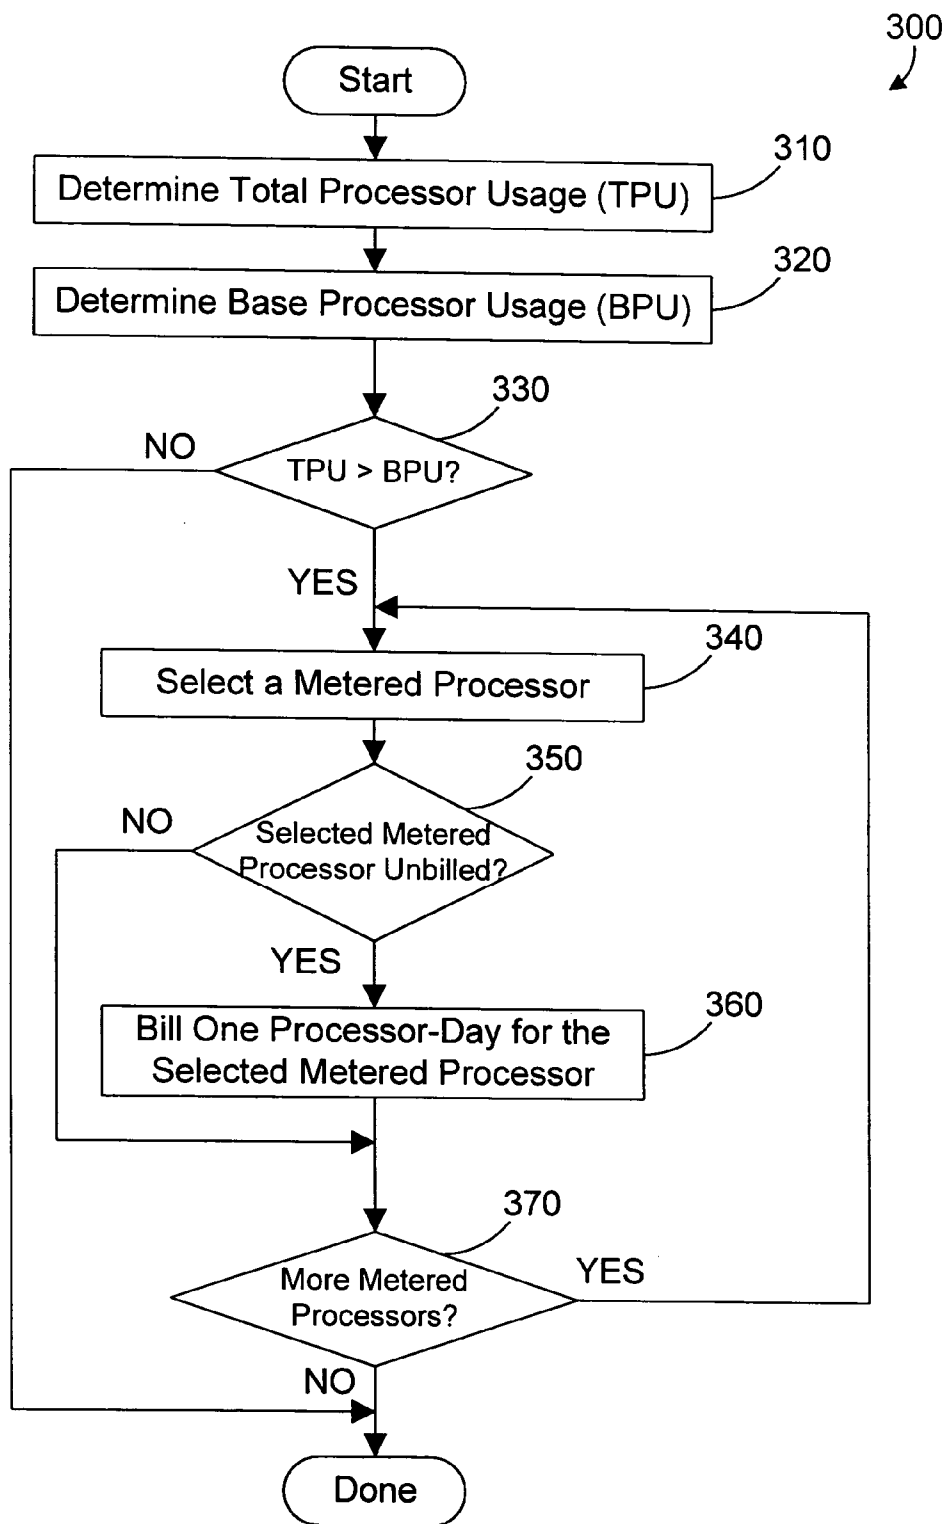 300
Start
310
Determine Total Processor Usage (TPU)
320
Determine Base Processor Usage (BPU)
330
NO
TPU > BPU?
YES
340
Select a Metered Processor
350
NO
Selected Metered
Processor Unbilled?
YES
360
Bill One Processor-Day for the
Selected Metered Processor
370
More Metered
Processors?
YES
NO
Done